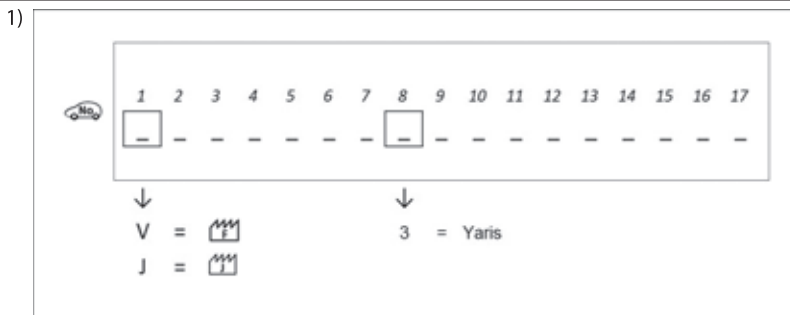 1)
1 2 3 4 5 6 7 8 9 10 11 12 13 14 15 16 17
No.
_ _ _ _ _ _ _ _ _ _ _ _ _ _ _ _ _
V = F
3 = Yaris
J = J